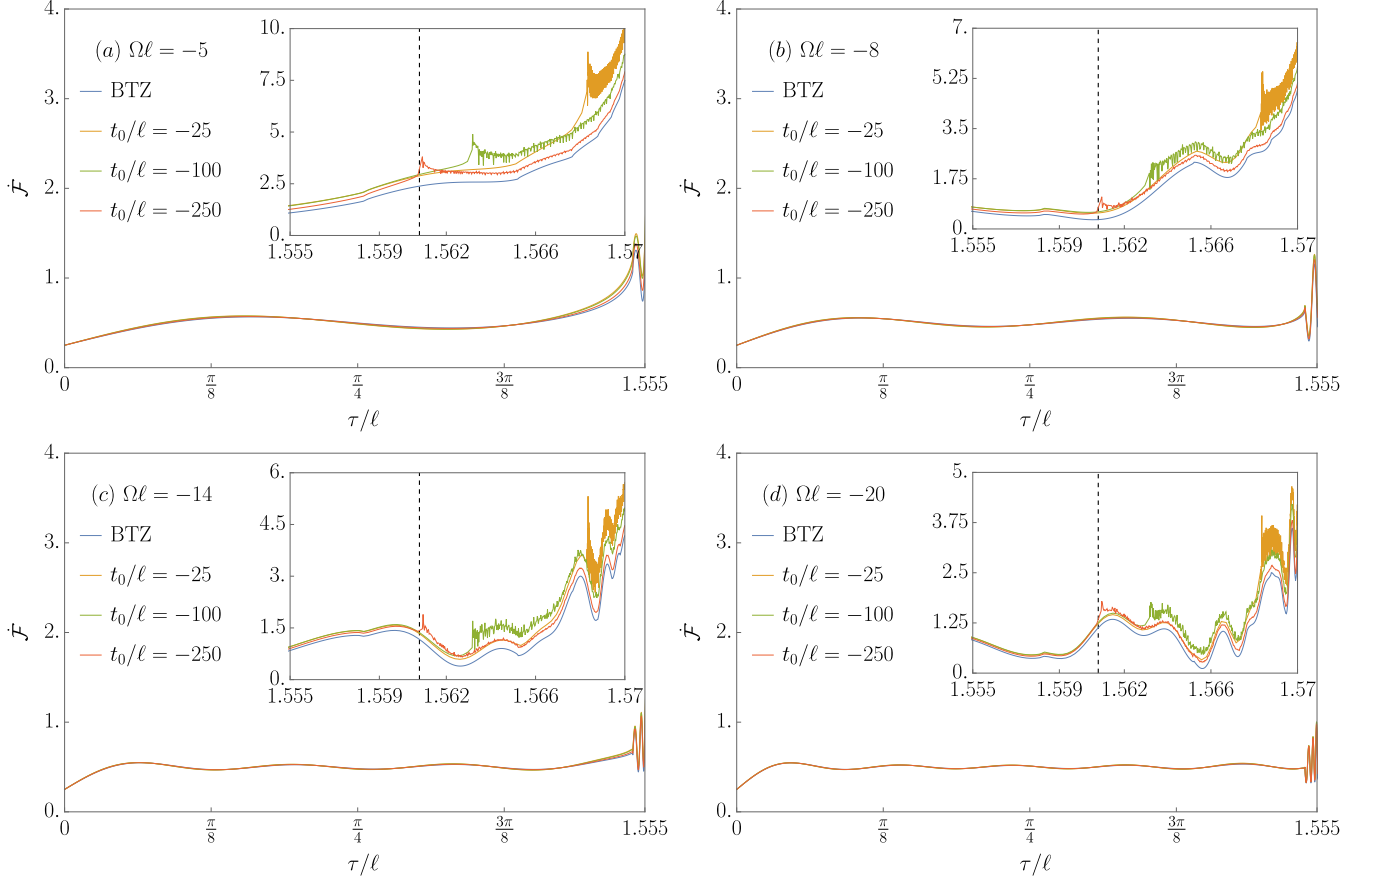 (a) Ωℓ = −5
BTZ
t₀/ℓ = −25
t₀/ℓ = −100
t₀/ℓ = −250
4.
3.
2.
1.
0.
Ḟ
10.
7.5
5.
2.5
0.
1.555 1.559 1.562 1.566 1.57
0 π/8 π/4 3π/8 1.555
τ/ℓ
(b) Ωℓ = −8
BTZ
t₀/ℓ = −25
t₀/ℓ = −100
t₀/ℓ = −250
4.
3.
2.
1.
0.
Ḟ
7.
5.25
3.5
1.75
0.
1.555 1.559 1.562 1.566 1.57
0 π/8 π/4 3π/8 1.555
τ/ℓ
(c) Ωℓ = −14
BTZ
t₀/ℓ = −25
t₀/ℓ = −100
t₀/ℓ = −250
4.
3.
2.
1.
0.
Ḟ
6.
4.5
3.
1.5
0.
1.555 1.559 1.562 1.566 1.57
0 π/8 π/4 3π/8 1.555
τ/ℓ
(d) Ωℓ = −20
BTZ
t₀/ℓ = −25
t₀/ℓ = −100
t₀/ℓ = −250
4.
3.
2.
1.
0.
Ḟ
5.
3.75
2.5
1.25
0.
1.555 1.559 1.562 1.566 1.57
0 π/8 π/4 3π/8 1.555
τ/ℓ